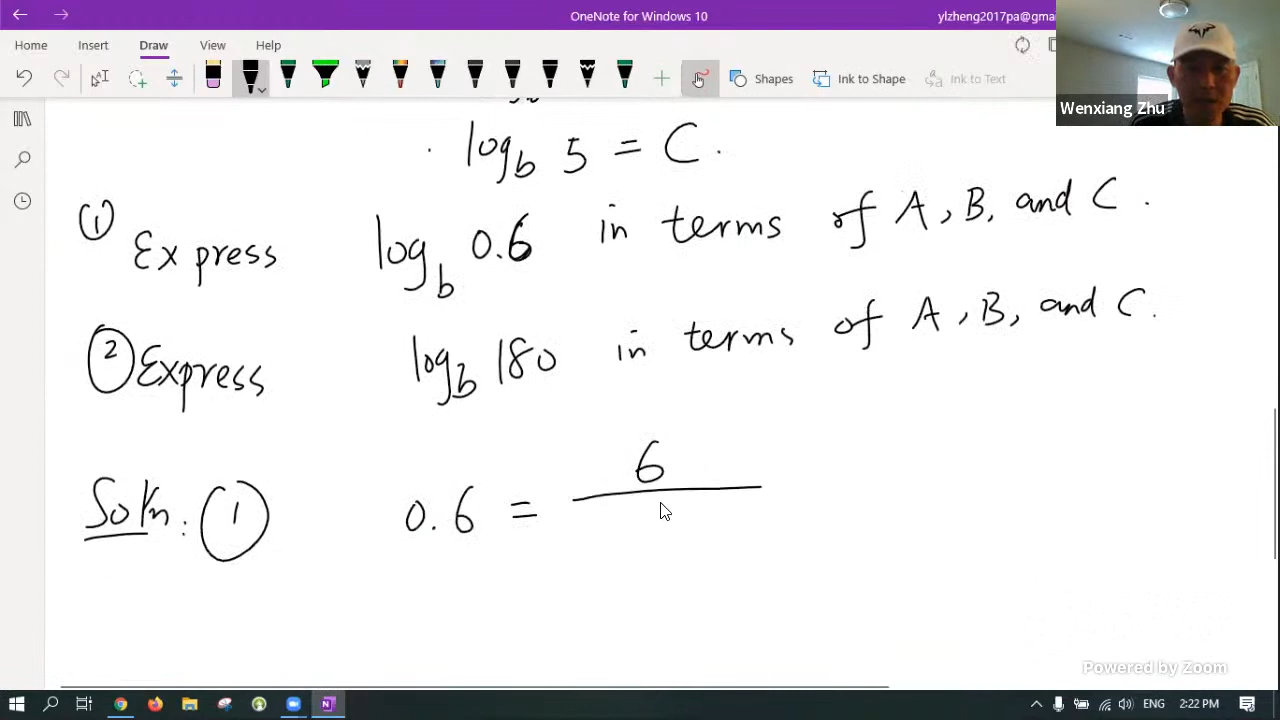 OneNote for Windows 10
ylzheng2017pa@gma
Home Insert Draw View Help
Shapes Ink to Shape Ink to Text
Wenxiang Zhu
log_b 5 = C.
① Express log_b 0.6 in terms of A, B, and C.
② Express log_b 180 in terms of A, B, and C.
Soln: ① 0.6 = 6
Powered by Zoom
ENG 2:22 PM